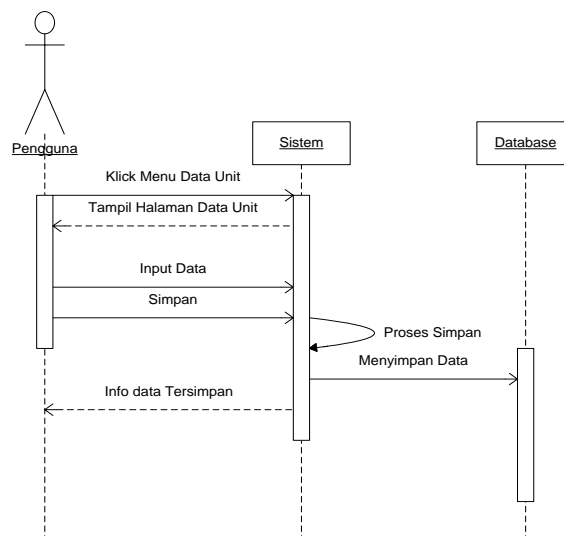 Pengguna
Sistem
Database
Klick Menu Data Unit
Tampil Halaman Data Unit
Input Data
Simpan
Proses Simpan
Menyimpan Data
Info data Tersimpan